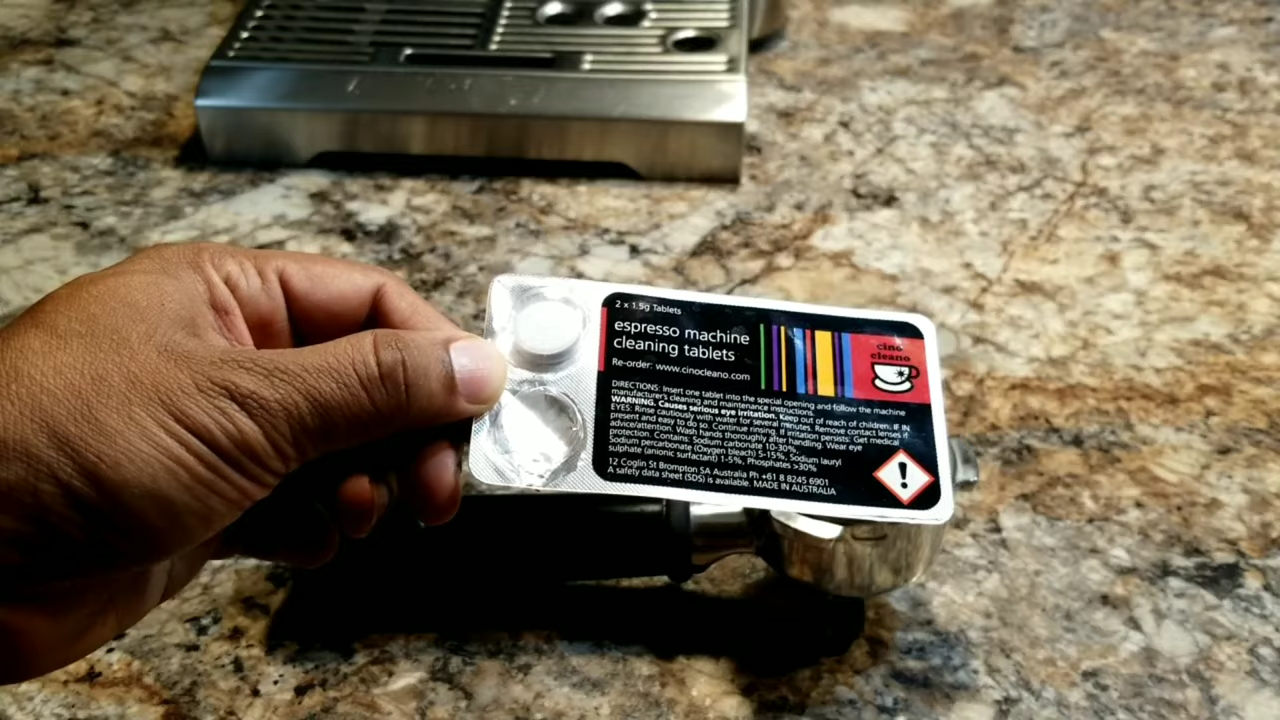 2 x 1.5g Tablets
espresso machine
cleaning tablets
Re-order: www.cinocleano.com
cino
cleano
DIRECTIONS: Insert one tablet into the special opening and follow the machine
manufacturer's cleaning and maintenance instructions.
WARNING. Causes serious eye irritation. Keep out of reach of children. IF IN
EYES: Rinse cautiously with water for several minutes. Remove contact lenses if
present and easy to do so. Continue rinsing. If irritation persists: Get medical
advice/attention. Wash hands thoroughly after handling. Wear eye
protection. Contains: Sodium carbonate 10-30%,
Sodium percarbonate (Oxygen bleach) 5-15%, Sodium lauryl
sulphate (anionic surfactant) 1-5%, Phosphates >30%
12 Coglin St Brompton SA Australia Ph +61 8 8245 6901
A safety data sheet (SDS) is available. MADE IN AUSTRALIA